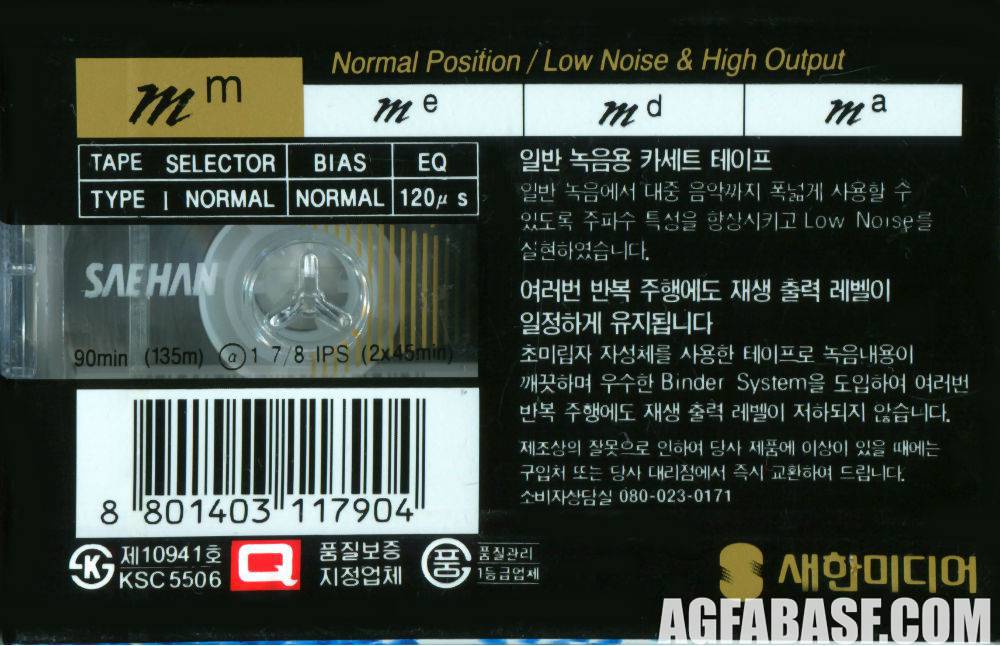 Normal Position / Low Noise & High Output
m m
m e
m d
m a
TAPE SELECTOR BIAS EQ
TYPE I NORMAL NORMAL 120μ s
SAEHAN
90min (135m) @ 1 7/8 IPS (2x45min)
8 801403 117904
K 제10941호
KSC 5506
Q 품질보증
지정업체
품 품질관리
1등급업체
일반 녹음용 카세트 테이프
일반 녹음에서 대중 음악까지 폭넓게 사용할 수
있도록 주파수 특성을 향상시키고 Low Noise를
실현하였습니다.
여러번 반복 주행에도 재생 출력 레벨이
일정하게 유지됩니다
초미립자 자성체를 사용한 테이프로 녹음내용이
깨끗하며 우수한 Binder System을 도입하여 여러번
반복 주행에도 재생 출력 레벨이 저하되지 않습니다.
제조상의 잘못으로 인하여 당사 제품에 이상이 있을 때에는
구입처 또는 당사 대리점에서 즉시 교환하여 드립니다.
소비자상담실 080-023-0171
새한미디어
AGFABASE.COM